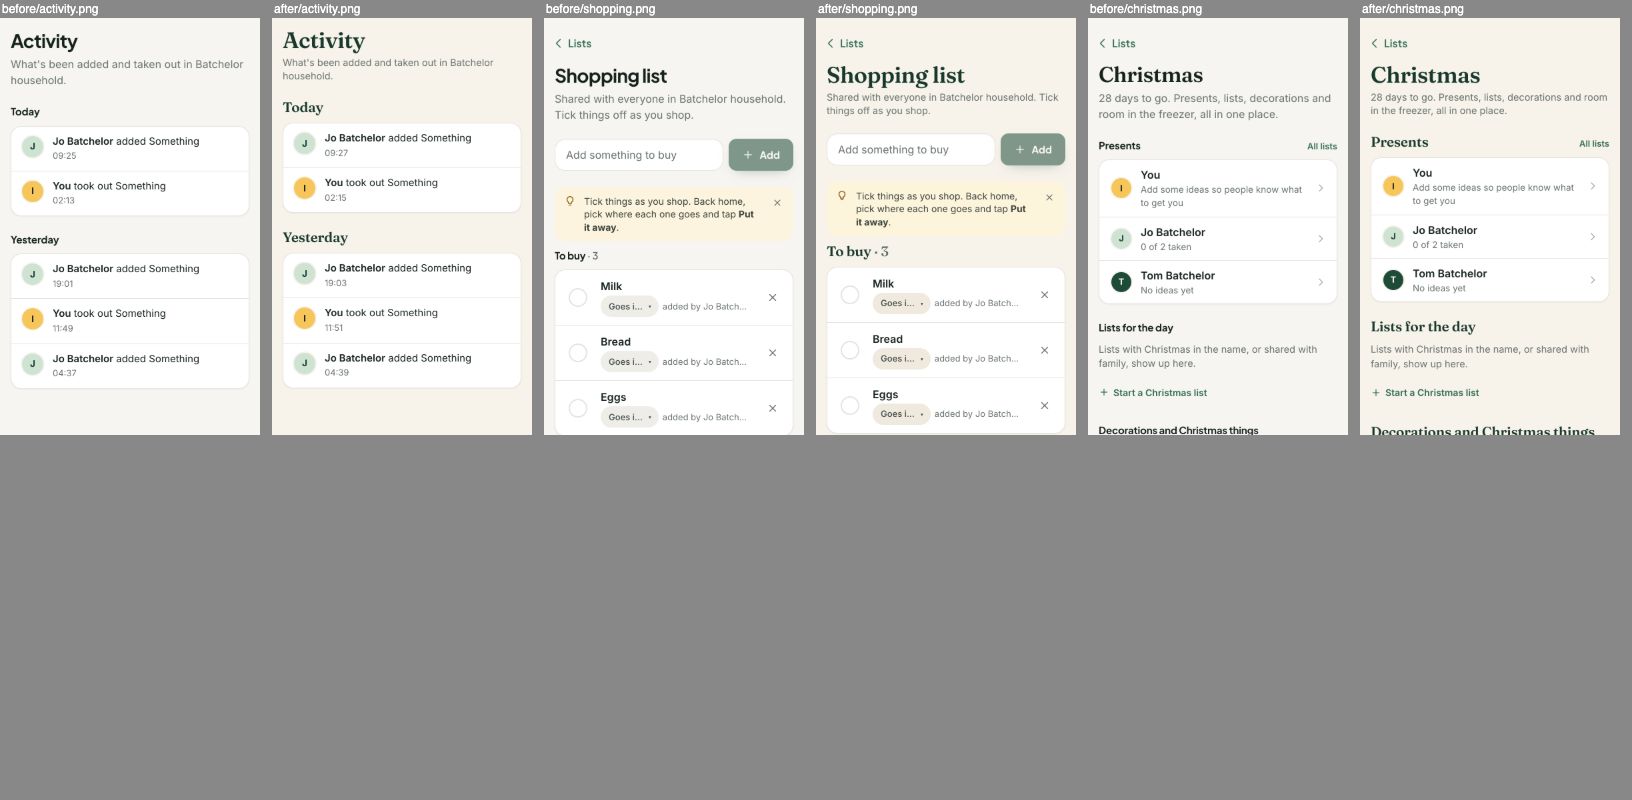 before/activity.png
Activity
What's been added and taken out in Batchelor
household.
Today
J
Jo Batchelor added Something
09:25
I
You took out Something
02:13
Yesterday
J
Jo Batchelor added Something
19:01
I
You took out Something
11:49
J
Jo Batchelor added Something
04:37
after/activity.png
Activity
What's been added and taken out in Batchelor
household.
Today
J
Jo Batchelor added Something
09:27
I
You took out Something
02:15
Yesterday
J
Jo Batchelor added Something
19:03
I
You took out Something
11:51
J
Jo Batchelor added Something
04:39
before/shopping.png
Lists
Shopping list
Shared with everyone in Batchelor household.
Tick things off as you shop.
Add something to buy
+ Add
Tick things as you shop. Back home,
pick where each one goes and tap Put
it away.
To buy · 3
Milk
Goes i... added by Jo Batch...
Bread
Goes i... added by Jo Batch...
Eggs
Goes i... added by Jo Batch...
after/shopping.png
Lists
Shopping list
Shared with everyone in Batchelor household. Tick
things off as you shop.
Add something to buy
+ Add
Tick things as you shop. Back home,
pick where each one goes and tap Put
it away.
To buy · 3
Milk
Goes i... added by Jo Batch...
Bread
Goes i... added by Jo Batch...
Eggs
Goes i... added by Jo Batch...
before/christmas.png
Lists
Christmas
28 days to go. Presents, lists, decorations and
room in the freezer, all in one place.
Presents All lists
I
You
Add some ideas so people know what
to get you
J
Jo Batchelor
0 of 2 taken
T
Tom Batchelor
No ideas yet
Lists for the day
Lists with Christmas in the name, or shared with
family, show up here.
+ Start a Christmas list
Decorations and Christmas things
after/christmas.png
Lists
Christmas
28 days to go. Presents, lists, decorations and room
in the freezer, all in one place.
Presents All lists
I
You
Add some ideas so people know what
to get you
J
Jo Batchelor
0 of 2 taken
T
Tom Batchelor
No ideas yet
Lists for the day
Lists with Christmas in the name, or shared with
family, show up here.
+ Start a Christmas list
Decorations and Christmas things